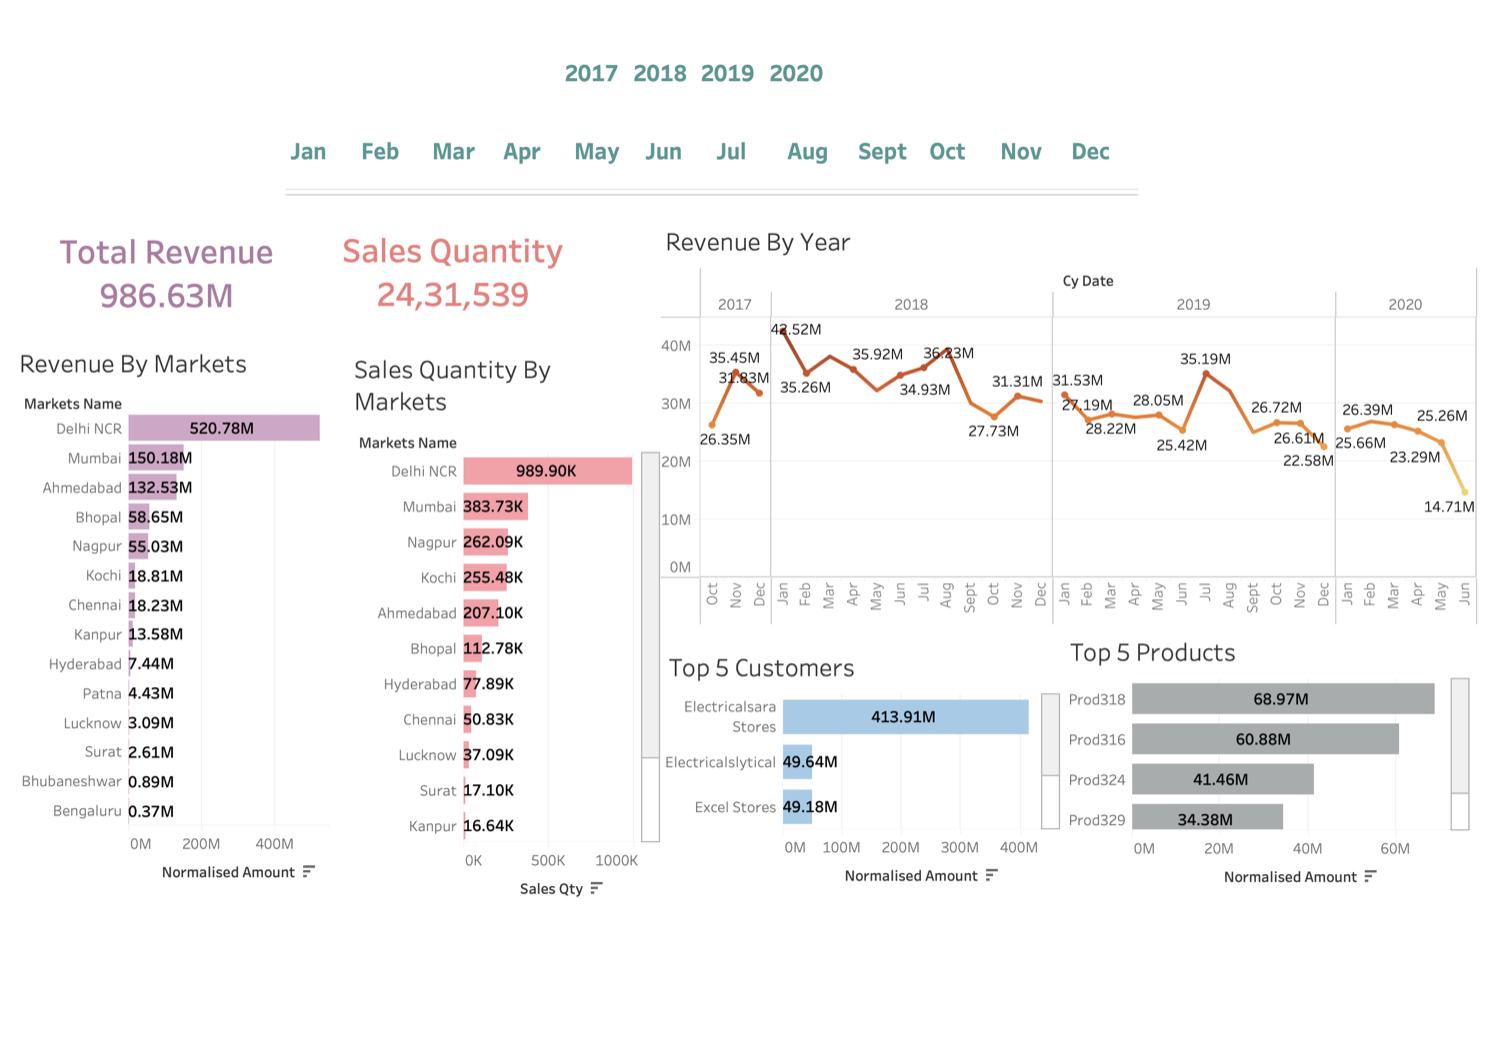 2017 2018 2019 2020
Jan Feb Mar Apr May Jun Jul Aug Sept Oct Nov Dec
Total Revenue
986.63M
Sales Quantity
24,31,539
Revenue By Markets
Markets Name
Delhi NCR 520.78M
Mumbai 150.18M
Ahmedabad 132.53M
Bhopal 58.65M
Nagpur 55.03M
Kochi 18.81M
Chennai 18.23M
Kanpur 13.58M
Hyderabad 7.44M
Patna 4.43M
Lucknow 3.09M
Surat 2.61M
Bhubaneshwar 0.89M
Bengaluru 0.37M
0M 200M 400M
Normalised Amount
Sales Quantity By
Markets
Markets Name
Delhi NCR 989.90K
Mumbai 383.73K
Nagpur 262.09K
Kochi 255.48K
Ahmedabad 207.10K
Bhopal 112.78K
Hyderabad 77.89K
Chennai 50.83K
Lucknow 37.09K
Surat 17.10K
Kanpur 16.64K
0K 500K 1000K
Sales Qty
Revenue By Year
Cy Date
2017 2018 2019 2020
40M
30M
20M
10M
0M
26.35M
35.45M
31.83M
42.52M
35.26M
35.92M
34.93M
36.23M
27.73M
31.31M
31.53M
27.19M
28.22M
28.05M
25.42M
35.19M
26.72M
26.61M
22.58M
25.66M
26.39M
23.29M
25.26M
14.71M
Oct Nov Dec Jan Feb Mar Apr May Jun Jul Aug Sept Oct Nov Dec Jan Feb Mar Apr May Jun Jul Aug Sept Oct Nov Dec Jan Feb Mar Apr May Jun
Top 5 Customers
Electricalsara
Stores
413.91M
Electricalslytical 49.64M
Excel Stores 49.18M
0M 100M 200M 300M 400M
Normalised Amount
Top 5 Products
Prod318 68.97M
Prod316 60.88M
Prod324 41.46M
Prod329 34.38M
0M 20M 40M 60M
Normalised Amount